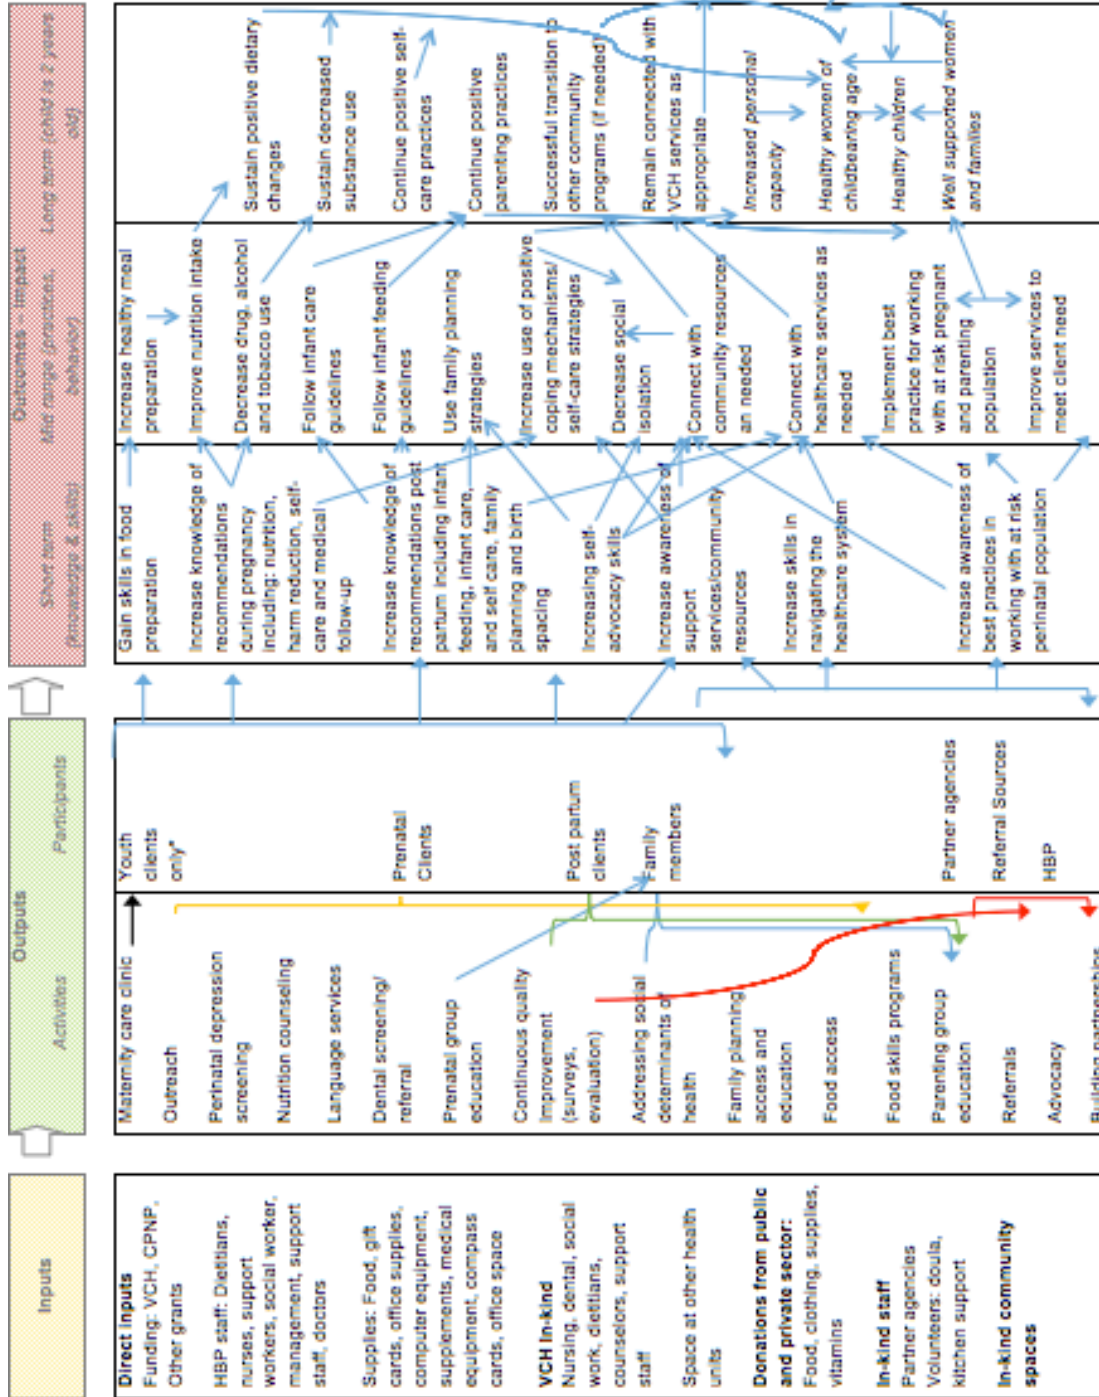 Inputs
Outputs
Activities
Participants
Outcomes - Impact
Short term
(knowledge & skills)
Mid range (practices,
behavior)
Long term (child is 2 years
old)
Direct Inputs
Funding: VCH, CPNP,
Other grants
HBP staff: Dietitians,
nurses, support
workers, social worker,
management, support
staff, doctors
Supplies: Food, gift
cards, office supplies,
computer equipment,
supplements, medical
equipment, compass
cards, office space
VCH In-kind
Nursing, dental, social
work, dietitians,
counselors, support
staff
Space at other health
units
Donations from public
and private sector:
Food, clothing, supplies,
vitamins
In-kind staff
Partner agencies
Volunteers: doula,
kitchen support
In-kind community
spaces
Maternity care clinic
Outreach
Perinatal depression
screening
Nutrition counseling
Language services
Dental screening/
referral
Prenatal group
education
Continuous quality
Improvement
(surveys,
evaluation)
Addressing social
determinants of
health
Family planning
access and
education
Food access
Food skills programs
Parenting group
education
Referrals
Advocacy
Building partnerships
Youth
clients
only*
Prenatal
Clients
Post partum
clients
Family
members
Partner agencies
Referral Sources
HBP
Gain skills in food
preparation
Increase knowledge of
recommendations
during pregnancy
including: nutrition,
harm reduction, self-
care and medical
follow-up
Increase knowledge of
recommendations post
partum including infant
feeding, infant care,
and self care, family
planning and birth
spacing
Increasing self-
advocacy skills
Increase awareness of
support
services/community
resources
Increase skills in
navigating the
healthcare system
Increase awareness of
best practices in
working with at risk
perinatal population
Increase healthy meal
preparation
Improve nutrition intake
Decrease drug, alcohol
and tobacco use
Follow infant care
guidelines
Follow infant feeding
guidelines
Use family planning
strategies
Increase use of positive
coping mechanisms/
self-care strategies
Decrease social
isolation
Connect with
community resources
an needed
Connect with
healthcare services as
needed
Implement best
practice for working
with at risk pregnant
and parenting
population
Improve services to
meet client need
Sustain positive dietary
changes
Sustain decreased
substance use
Continue positive self-
care practices
Continue positive
parenting practices
Successful transition to
other community
programs (if needed)
Remain connected with
VCH services as
appropriate
Increased personal
capacity
Healthy women of
childbearing age
Healthy children
Well supported women
and families